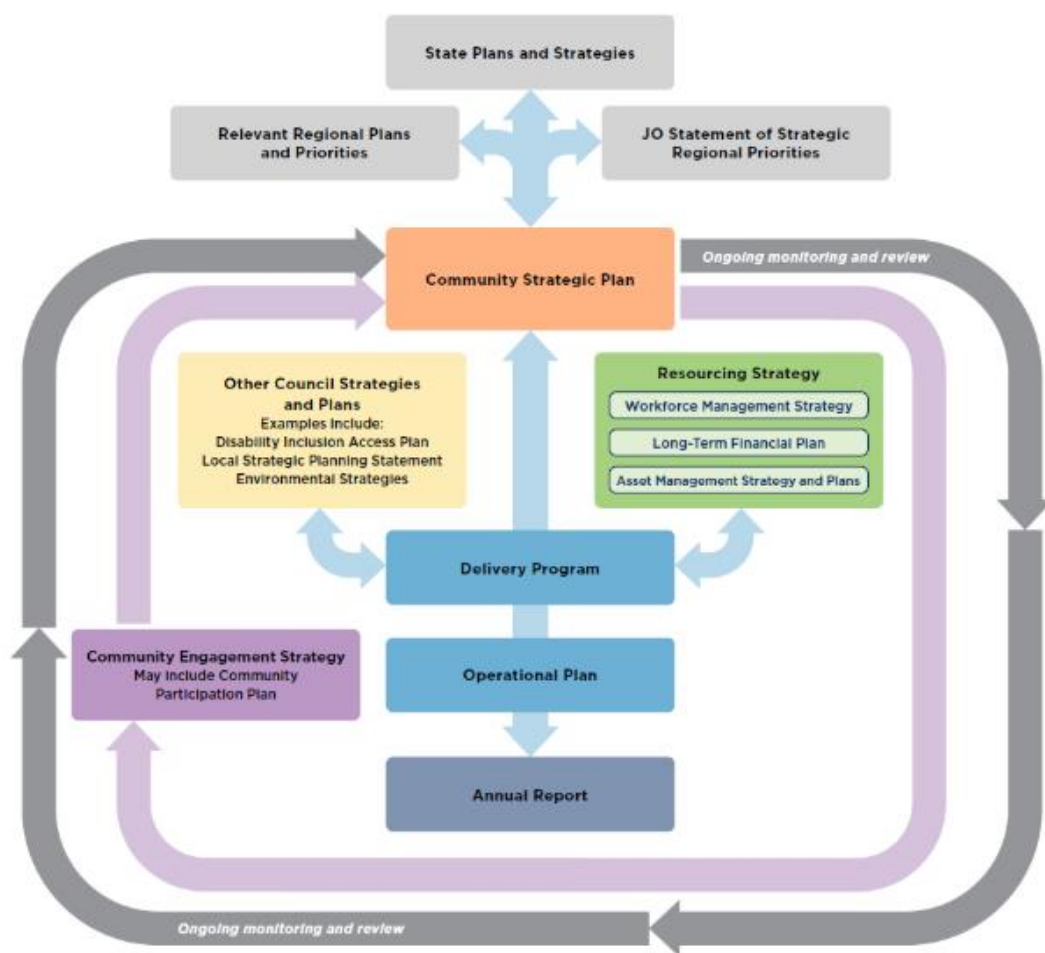 State Plans and Strategies
Relevant Regional Plans
and Priorities
JO Statement of Strategic
Regional Priorities
Ongoing monitoring and review
Community Strategic Plan
Other Council Strategies
and Plans
Examples Include:
Disability Inclusion Access Plan
Local Strategic Planning Statement
Environmental Strategies
Resourcing Strategy
Workforce Management Strategy
Long-Term Financial Plan
Asset Management Strategy and Plans
Delivery Program
Community Engagement Strategy
May Include Community
Participation Plan
Operational Plan
Annual Report
Ongoing monitoring and review